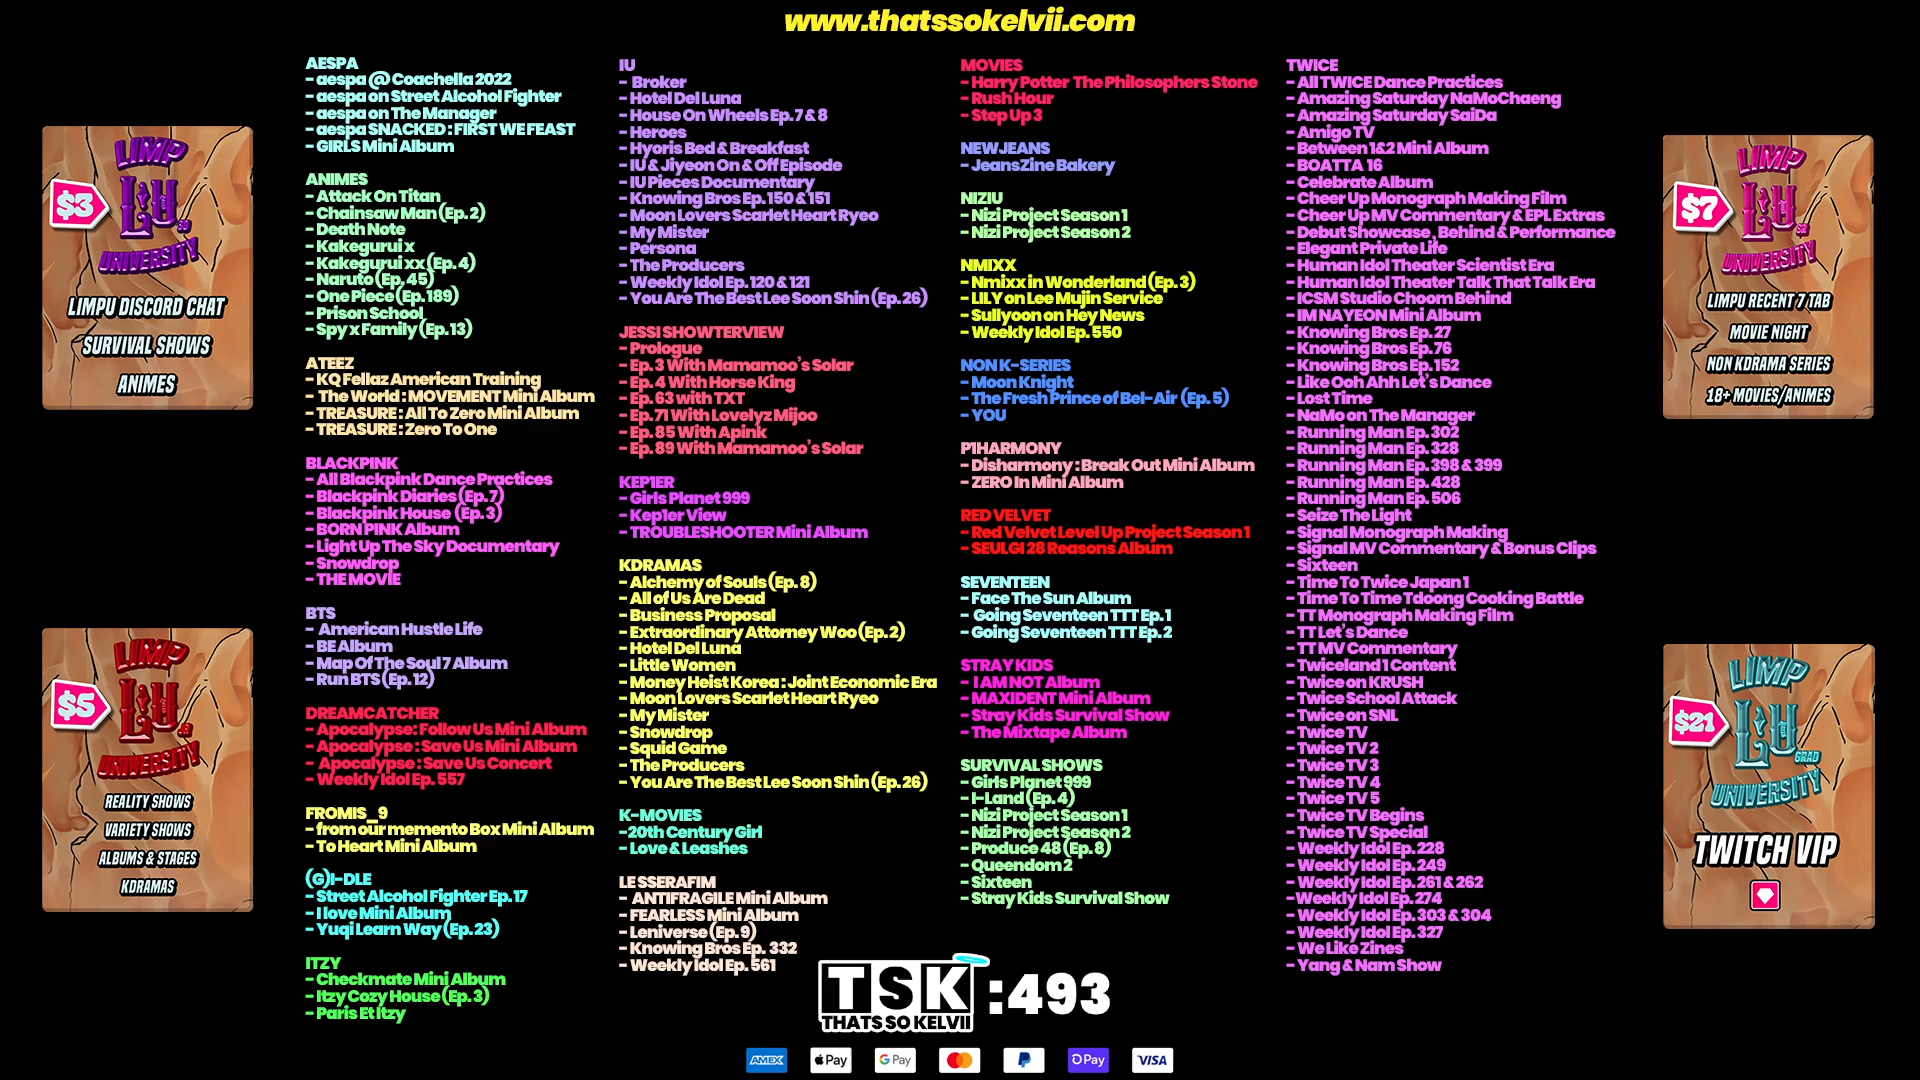 www.thatssokelvii.com
LIMP
$3
LU
UNIVERSITY
LIMPU DISCORD CHAT
SURVIVAL SHOWS
ANIMES
LIMP
$5
LU
UNIVERSITY
REALITY SHOWS
VARIETY SHOWS
ALBUMS & STAGES
KDRAMAS
AESPA
- aespa @ Coachella 2022
- aespa on Street Alcohol Fighter
- aespa on The Manager
- aespa SNACKED : FIRST WE FEAST
- GIRLS Mini Album
ANIMES
- Attack On Titan
- Chainsaw Man (Ep. 2)
- Death Note
- Kakegurui x
- Kakegurui xx (Ep. 4)
- Naruto (Ep. 45)
- One Piece (Ep. 189)
- Prison School
- Spy x Family (Ep. 13)
ATEEZ
- KQ Fellaz American Training
- The World : MOVEMENT Mini Album
- TREASURE : All To Zero Mini Album
- TREASURE : Zero To One
BLACKPINK
- All Blackpink Dance Practices
- Blackpink Diaries (Ep. 7)
- Blackpink House (Ep. 3)
- BORN PINK Album
- Light Up The Sky Documentary
- Snowdrop
- THE MOVIE
BTS
- American Hustle Life
- BE Album
- Map Of The Soul 7 Album
- Run BTS (Ep. 12)
DREAMCATCHER
- Apocalypse : Follow Us Mini Album
- Apocalypse : Save Us Mini Album
- Apocalypse : Save Us Concert
- Weekly Idol Ep. 557
FROMIS_9
- from our memento Box Mini Album
- To Heart Mini Album
(G)I-DLE
- Street Alcohol Fighter Ep. 17
- I love Mini Album
- Yuqi Learn Way (Ep. 23)
ITZY
- Checkmate Mini Album
- Itzy Cozy House (Ep. 3)
- Paris Et Itzy
IU
- Broker
- Hotel Del Luna
- House On Wheels Ep. 7 & 8
- Heroes
- Hyoris Bed & Breakfast
- IU & Jiyeon On & Off Episode
- IU Pieces Documentary
- Knowing Bros Ep. 150 & 151
- Moon Lovers Scarlet Heart Ryeo
- My Mister
- Persona
- The Producers
- Weekly Idol Ep. 120 & 121
- You Are The Best Lee Soon Shin (Ep. 26)
JESSI SHOWTERVIEW
- Prologue
- Ep. 3 With Mamamoo's Solar
- Ep. 4 With Horse King
- Ep. 63 with TXT
- Ep. 71 With Lovelyz Mijoo
- Ep. 85 With Apink
- Ep. 89 With Mamamoo's Solar
KEP1ER
- Girls Planet 999
- Kep1er View
- TROUBLESHOOTER Mini Album
KDRAMAS
- Alchemy of Souls (Ep. 8)
- All of Us Are Dead
- Business Proposal
- Extraordinary Attorney Woo (Ep. 2)
- Hotel Del Luna
- Little Women
- Money Heist Korea : Joint Economic Era
- Moon Lovers Scarlet Heart Ryeo
- My Mister
- Snowdrop
- Squid Game
- The Producers
- You Are The Best Lee Soon Shin (Ep. 26)
K-MOVIES
-20th Century Girl
- Love & Leashes
LE SSERAFIM
- ANTIFRAGILE Mini Album
- FEARLESS Mini Album
- Leniverse (Ep. 9)
- Knowing Bros Ep. 332
- Weekly Idol Ep. 561
MOVIES
- Harry Potter The Philosophers Stone
- Rush Hour
- Step Up 3
NEWJEANS
- JeansZine Bakery
NIZIU
- Nizi Project Season 1
- Nizi Project Season 2
NMIXX
- Nmixx in Wonderland (Ep. 3)
- LILY on Lee Mujin Service
- Sullyoon on Hey News
- Weekly Idol Ep. 550
NON K-SERIES
- Moon Knight
- The Fresh Prince of Bel-Air (Ep. 5)
- YOU
P1HARMONY
- Disharmony : Break Out Mini Album
- ZERO In Mini Album
RED VELVET
- Red Velvet Level Up Project Season 1
- SEULGI 28 Reasons Album
SEVENTEEN
- Face The Sun Album
- Going Seventeen TTT Ep. 1
- Going Seventeen TTT Ep. 2
STRAY KIDS
- I AM NOT Album
- MAXIDENT Mini Album
- Stray Kids Survival Show
- The Mixtape Album
SURVIVAL SHOWS
- Girls Planet 999
- I-Land (Ep. 4)
- Nizi Project Season 1
- Nizi Project Season 2
- Produce 48 (Ep. 8)
- Queendom 2
- Sixteen
- Stray Kids Survival Show
TWICE
- All TWICE Dance Practices
- Amazing Saturday NaMoChaeng
- Amazing Saturday SaiDa
- Amigo TV
- Between 1&2 Mini Album
- BOATTA 16
- Celebrate Album
- Cheer Up Monograph Making Film
- Cheer Up MV Commentary & EPL Extras
- Debut Showcase , Behind & Performance
- Elegant Private Life
- Human Idol Theater Scientist Era
- Human Idol Theater Talk That Talk Era
- ICSM Studio Choom Behind
- IM NAYEON Mini Album
- Knowing Bros Ep. 27
- Knowing Bros Ep. 76
- Knowing Bros Ep. 152
- Like Ooh Ahh Let's Dance
- Lost Time
- NaMo on The Manager
- Running Man Ep. 302
- Running Man Ep. 328
- Running Man Ep. 398 & 399
- Running Man Ep. 428
- Running Man Ep. 506
- Seize The Light
- Signal Monograph Making
- Signal MV Commentary & Bonus Clips
- Sixteen
- Time To Twice Japan 1
- Time To Time Tdoong Cooking Battle
- TT Monograph Making Film
- TT Let's Dance
- TT MV Commentary
- Twiceland 1 Content
- Twice on KRUSH
- Twice School Attack
- Twice on SNL
- Twice TV
- Twice TV 2
- Twice TV 3
- Twice TV 4
- Twice TV 5
- Twice TV Begins
- Twice TV Special
- Weekly Idol Ep. 228
- Weekly Idol Ep. 249
- Weekly Idol Ep. 261 & 262
- Weekly Idol Ep. 274
- Weekly Idol Ep. 303 & 304
- Weekly Idol Ep. 327
- We Like Zines
- Yang & Nam Show
LIMP
$7
LU
UNIVERSITY
LIMPU RECENT 7 TAB
MOVIE NIGHT
NON KDRAMA SERIES
18+ MOVIES/ANIMES
LIMP
$21
LU
GRAD
UNIVERSITY
TWITCH VIP
TSK :493
THATS SO KELVII
AMEX Pay G Pay Pay VISA